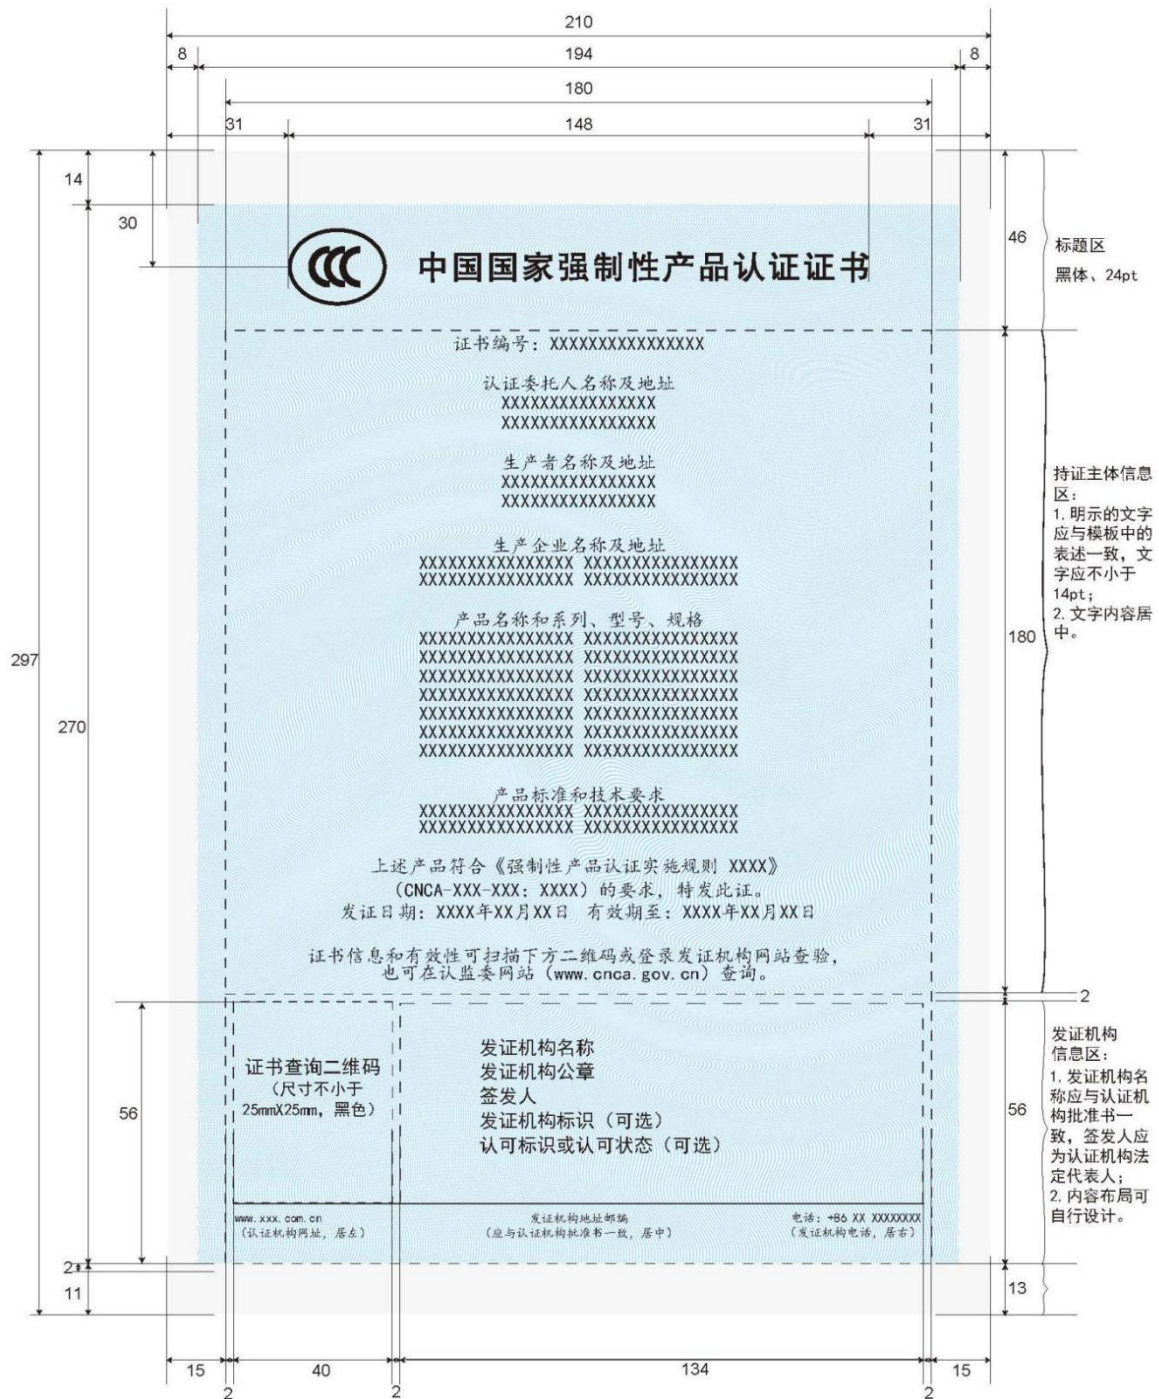 210
8
194
8
180
31
148
31
14
30
46
标题区
黑体、24pt
中国国家强制性产品认证证书
证书编号：XXXXXXXXXXXXXXXX
认证委托人名称及地址
XXXXXXXXXXXXXXXX
XXXXXXXXXXXXXXXX
生产者名称及地址
XXXXXXXXXXXXXXXX
XXXXXXXXXXXXXXXX
生产企业名称及地址
XXXXXXXXXXXXXXXX XXXXXXXXXXXXXXXX
XXXXXXXXXXXXXXXX XXXXXXXXXXXXXXXX
产品名称和系列、型号、规格
XXXXXXXXXXXXXXXX XXXXXXXXXXXXXXXX
XXXXXXXXXXXXXXXX XXXXXXXXXXXXXXXX
XXXXXXXXXXXXXXXX XXXXXXXXXXXXXXXX
XXXXXXXXXXXXXXXX XXXXXXXXXXXXXXXX
XXXXXXXXXXXXXXXX XXXXXXXXXXXXXXXX
XXXXXXXXXXXXXXXX XXXXXXXXXXXXXXXX
XXXXXXXXXXXXXXXX XXXXXXXXXXXXXXXX
产品标准和技术要求
XXXXXXXXXXXXXXXX XXXXXXXXXXXXXXXX
XXXXXXXXXXXXXXXX XXXXXXXXXXXXXXXX
上述产品符合《强制性产品认证实施规则 XXXX》
（CNCA-XXX-XXX：XXXX）的要求，特发此证。
发证日期：XXXX年XX月XX日 有效期至：XXXX年XX月XX日
证书信息和有效性可扫描下方二维码或登录发证机构网站查验，
也可在认监委网站（www.cnca.gov.cn）查询。
持证主体信息
区：
1. 明示的文字
应与模板中的
表述一致，文
字应不小于
14pt；
2. 文字内容居
中。
180
297
270
2
证书查询二维码
（尺寸不小于
25mmX25mm，黑色）
发证机构名称
发证机构公章
签发人
发证机构标识（可选）
认可标识或认可状态（可选）
56
56
发证机构
信息区：
1. 发证机构名
称应与认证机
构批准书一
致，签发人应
为认证机构法
定代表人；
2. 内容布局可
自行设计。
www.xxx.com.cn
（认证机构网址，居左）
发证机构地址邮编
（应与认证机构批准书一致，居中）
电话：+86 XX XXXXXXXX
（发证机构电话，居右）
2
11
13
15
40
134
15
2
2
2